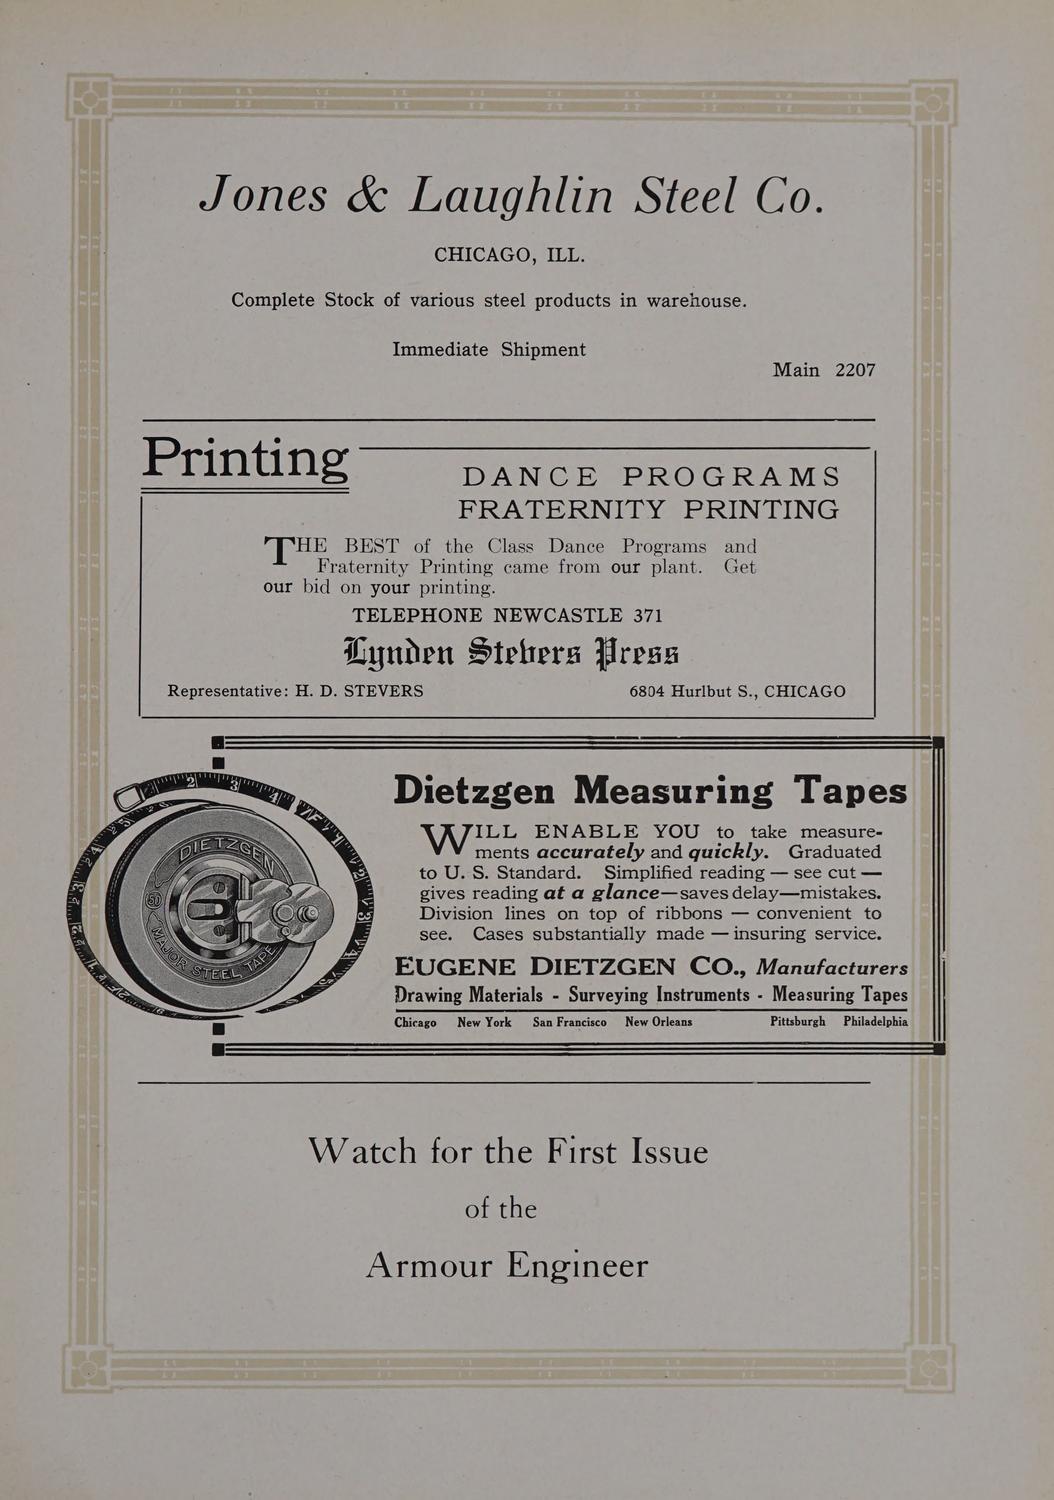 Jones & Laughlin Steel Co.
CHICAGO, ILL.
Complete Stock of various steel products in warehouse.
Immediate Shipment
Main 2207
Printing
DANCE PROGRAMS
FRATERNITY PRINTING
THE BEST of the Class Dance Programs and
Fraternity Printing came from our plant. Get
our bid on your printing.
TELEPHONE NEWCASTLE 371
Lynden Stevers Press
Representative: H. D. STEVERS 6804 Hurlbut S., CHICAGO
DIETZGEN
50
MAJOR STEEL TAPE
Dietzgen Measuring Tapes
WILL ENABLE YOU to take measure-
ments accurately and quickly. Graduated
to U. S. Standard. Simplified reading — see cut —
gives reading at a glance—saves delay—mistakes.
Division lines on top of ribbons — convenient to
see. Cases substantially made — insuring service.
EUGENE DIETZGEN CO., Manufacturers
Drawing Materials - Surveying Instruments - Measuring Tapes
Chicago New York San Francisco New Orleans Pittsburgh Philadelphia
Watch for the First Issue
of the
Armour Engineer